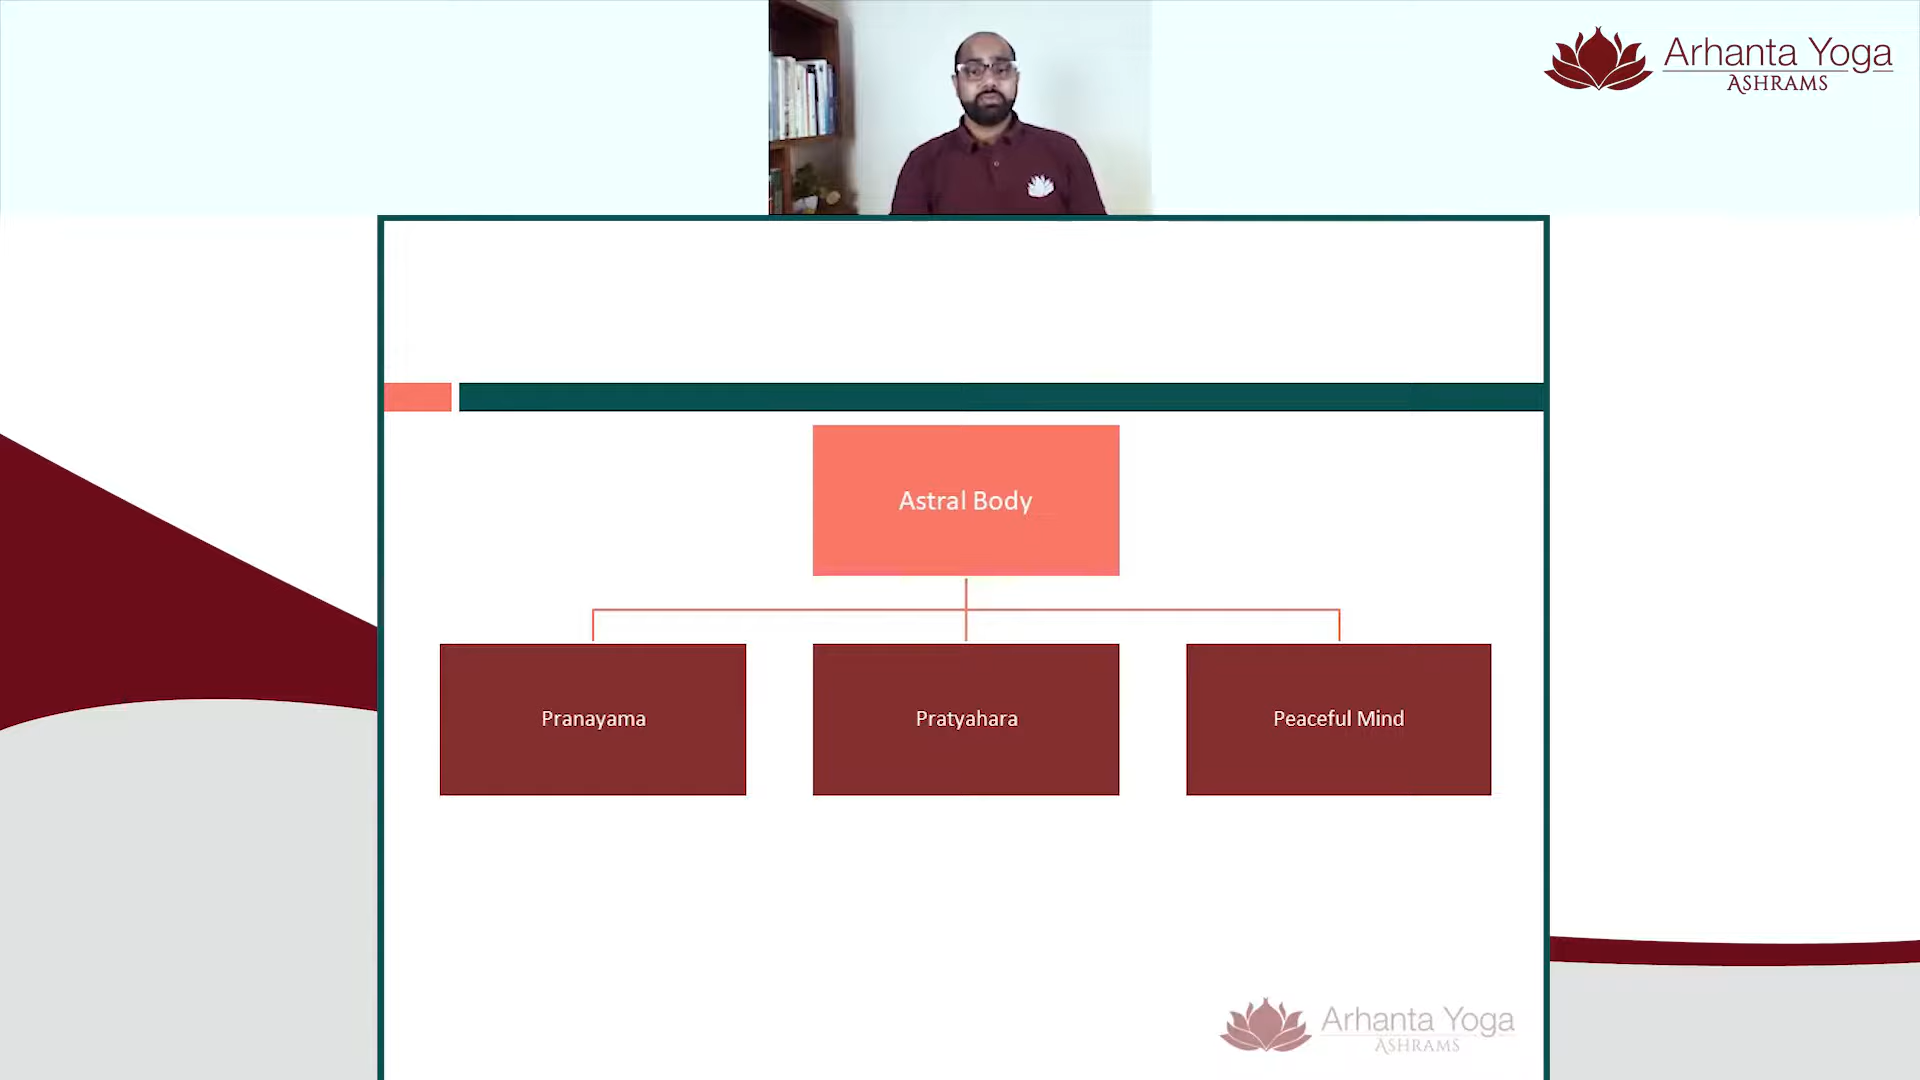 Arhanta Yoga
ASHRAMS
Astral Body
Pranayama
Pratyahara
Peaceful Mind
Arhanta Yoga
ASHRAMS